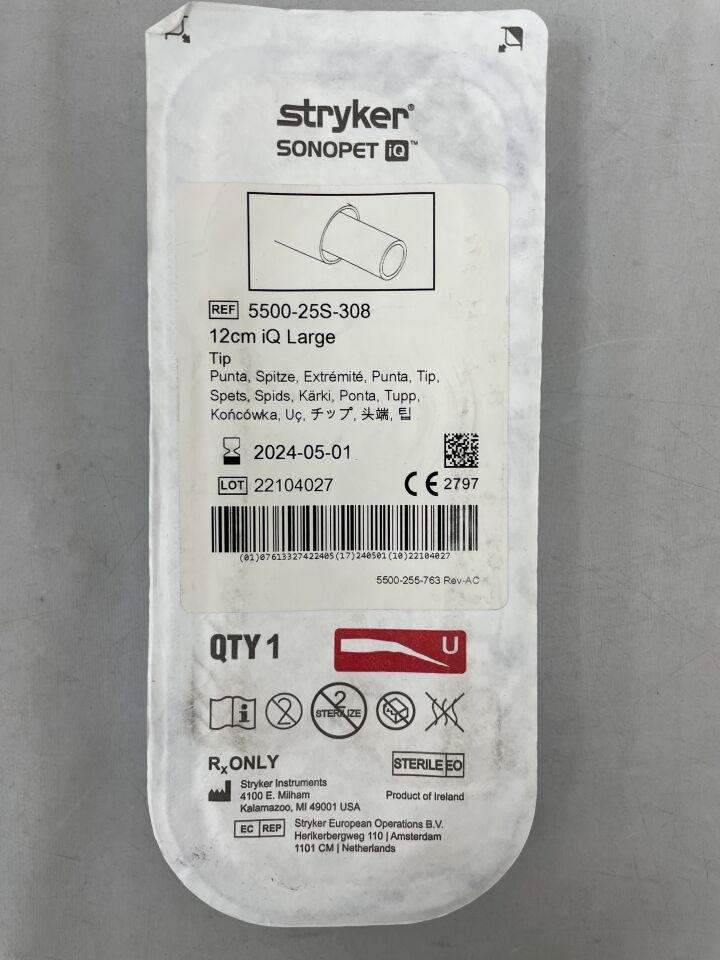 stryker®
SONOPET iQ™
REF 5500-25S-308
12cm iQ Large
Tip
Punta, Spitze, Extrémité, Punta, Tip,
Spets, Spids, Kärki, Ponta, Tupp,
Końcówka, Uç, チップ, 头端, 팁
2024-05-01
LOT 22104027
CE 2797
(01)07613327422405(17)240501(10)22104027
5500-255-763 Rev-AC
QTY 1
U
i 2 2 STERILIZE
RxONLY
STERILE EO
Stryker Instruments
4100 E. Milham
Kalamazoo, MI 49001 USA
Product of Ireland
EC REP
Stryker European Operations B.V.
Herikerbergweg 110 | Amsterdam
1101 CM | Netherlands